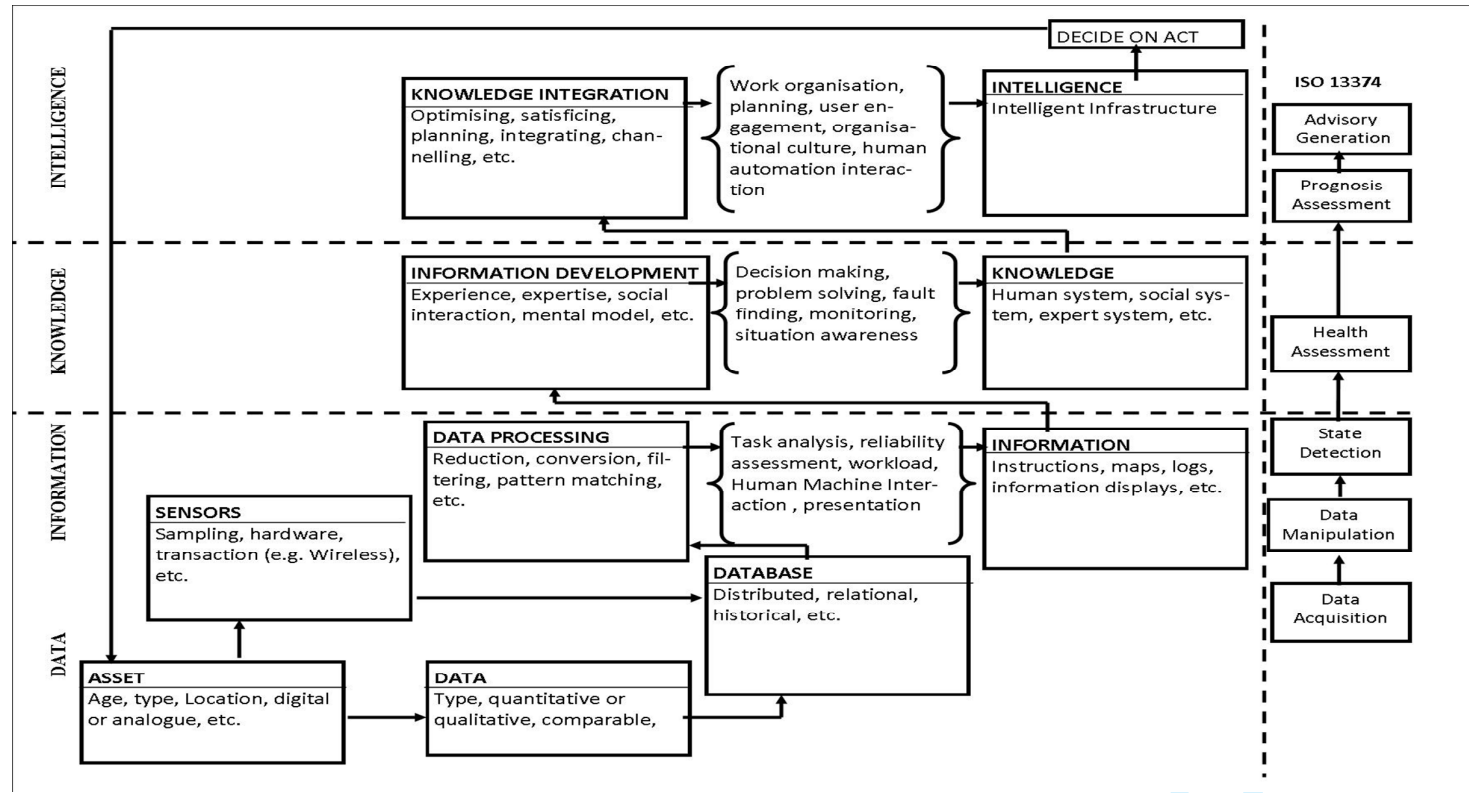 DECIDE ON ACT
INTELLIGENCE
KNOWLEDGE INTEGRATION
Optimising, satisficing,
planning, integrating, chan-
nelling, etc.
Work organisation,
planning, user en-
gagement, organisa-
tional culture, human
automation interac-
tion
INTELLIGENCE
Intelligent Infrastructure
ISO 13374
Advisory
Generation
Prognosis
Assessment
KNOWLEDGE
INFORMATION DEVELOPMENT
Experience, expertise, social
interaction, mental model, etc.
Decision making,
problem solving, fault
finding, monitoring,
situation awareness
KNOWLEDGE
Human system, social sys-
tem, expert system, etc.
Health
Assessment
INFORMATION
DATA PROCESSING
Reduction, conversion, fil-
tering, pattern matching,
etc.
Task analysis, reliability
assessment, workload,
Human Machine Inter-
action , presentation
INFORMATION
Instructions, maps, logs,
information displays, etc.
State
Detection
SENSORS
Sampling, hardware,
transaction (e.g. Wireless),
etc.
Data
Manipulation
DATABASE
Distributed, relational,
historical, etc.
Data
Acquisition
DATA
ASSET
Age, type, Location, digital
or analogue, etc.
DATA
Type, quantitative or
qualitative, comparable,